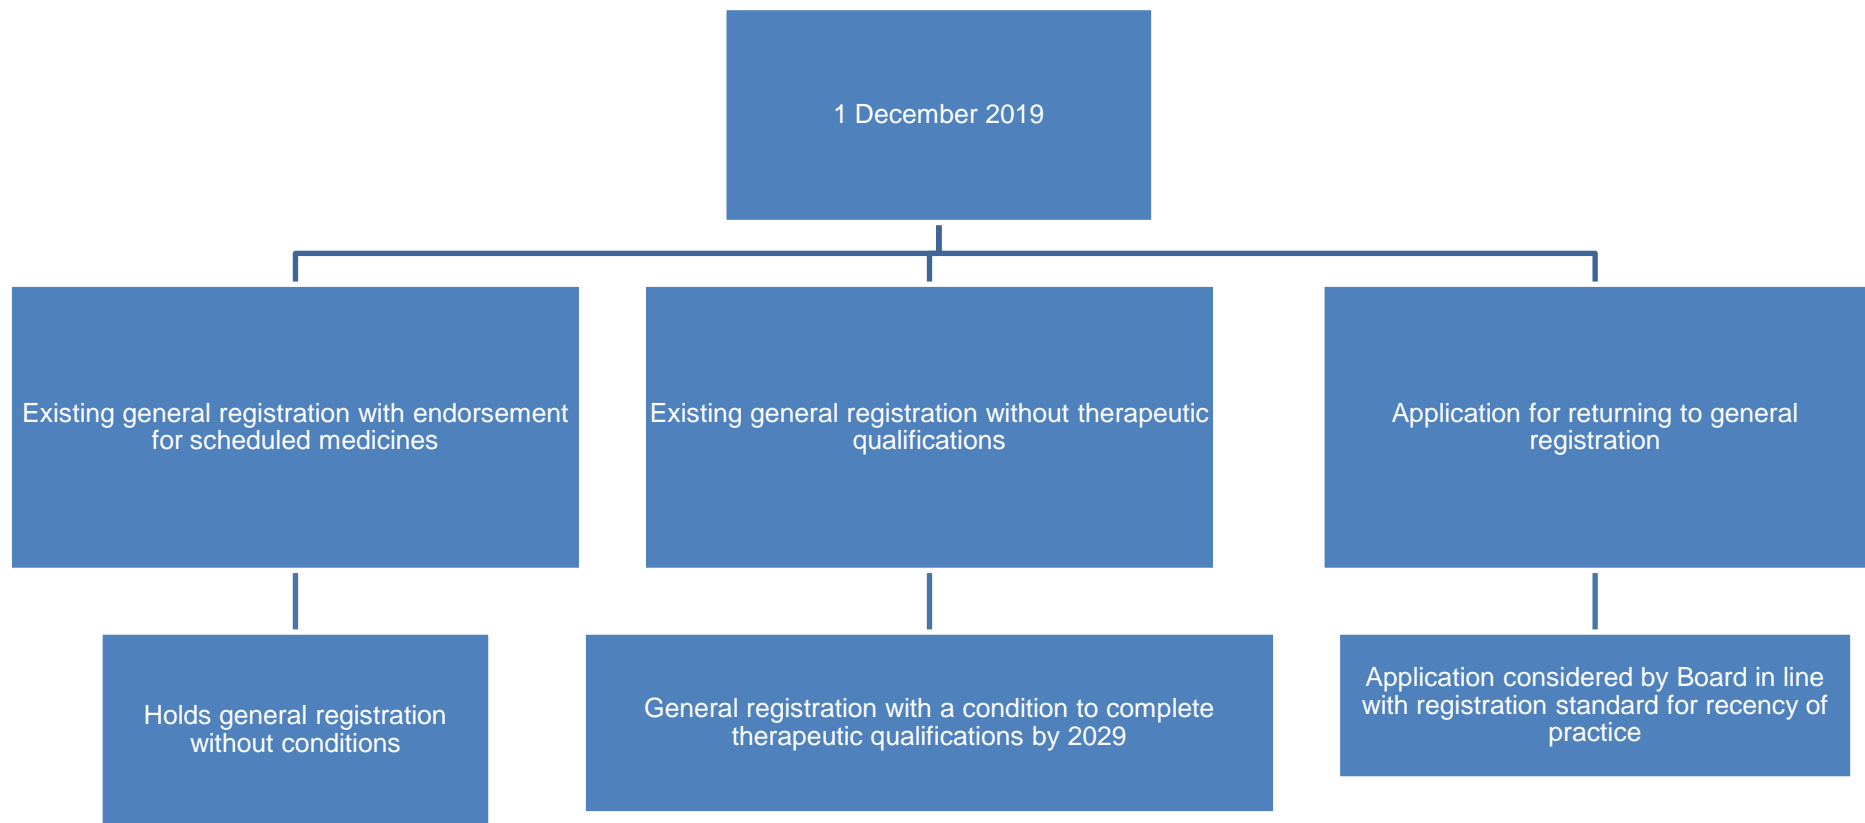 1 December 2019
Existing general registration with endorsement
for scheduled medicines
Existing general registration without therapeutic
qualifications
Application for returning to general
registration
Holds general registration
without conditions
General registration with a condition to complete
therapeutic qualifications by 2029
Application considered by Board in line
with registration standard for recency of
practice